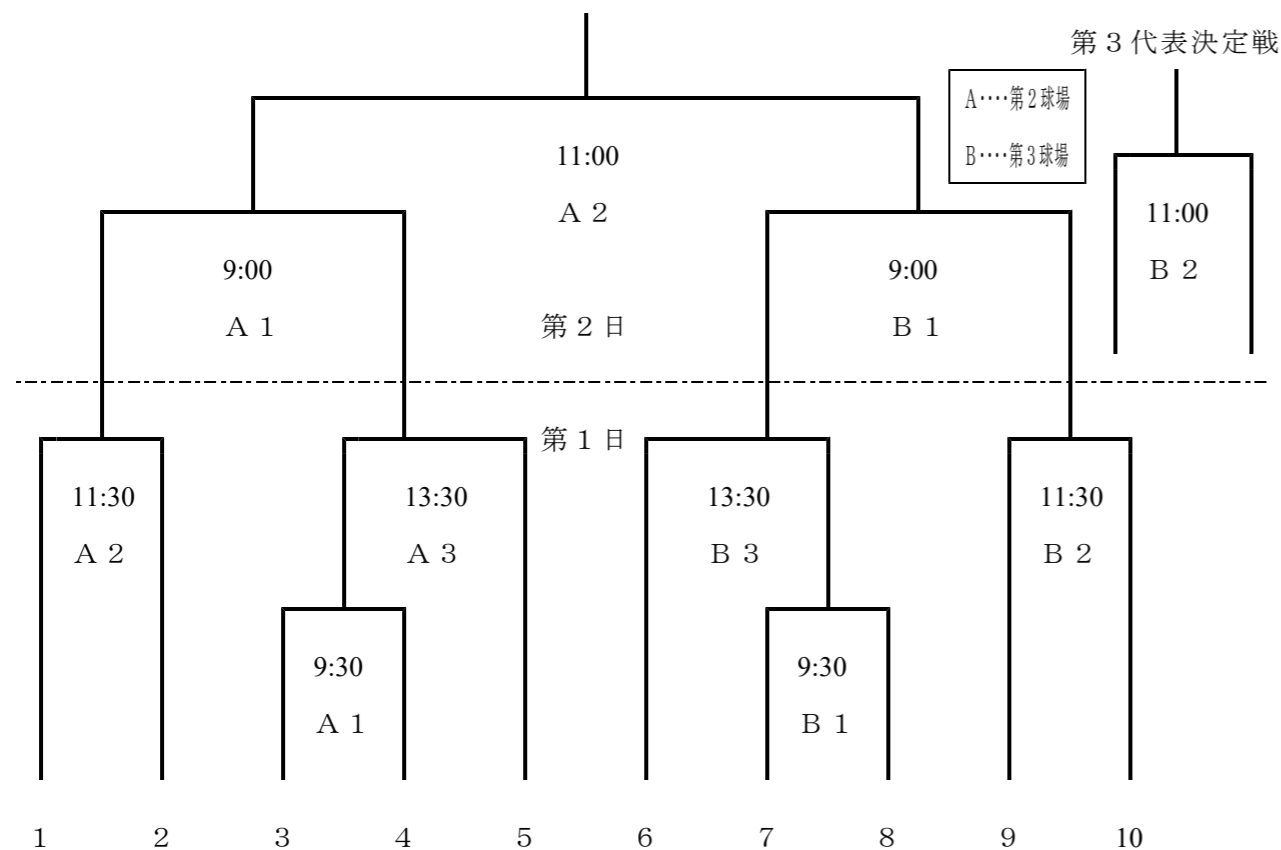 第３代表決定戦
A‥‥第2球場
B‥‥第3球場
11:00
Ａ２
11:00
Ｂ２
9:00
Ａ１
9:00
Ｂ１
第２日
第１日
11:30
Ａ２
13:30
Ａ３
13:30
Ｂ３
11:30
Ｂ２
9:30
Ａ１
9:30
Ｂ１
１ ２ ３ ４ ５ ６ ７ ８ ９ 10